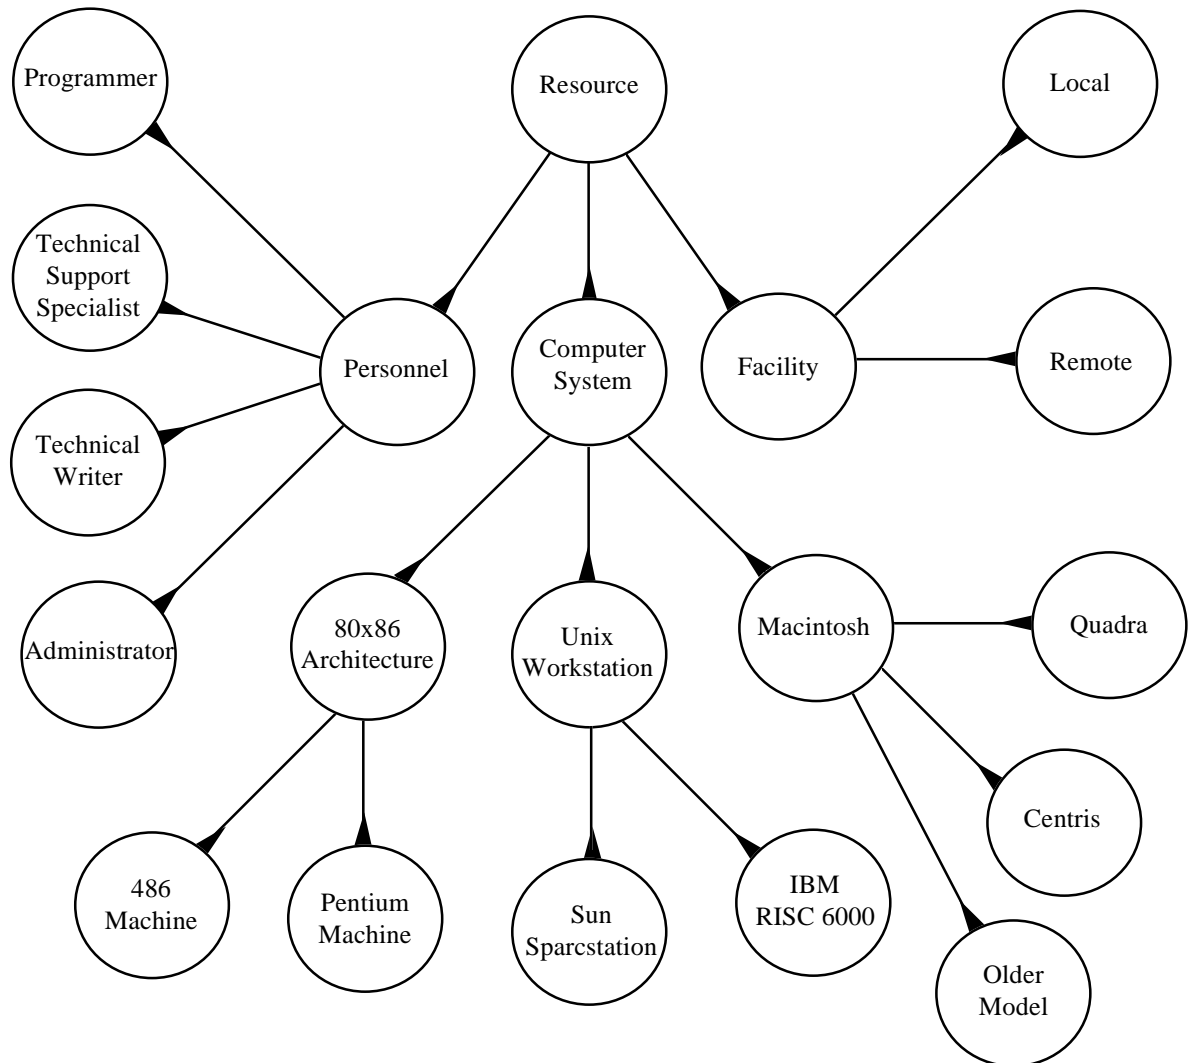 Programmer
Resource
Local
Technical
Support
Specialist
Personnel
Computer
System
Facility
Remote
Technical
Writer
Administrator
80x86
Architecture
Unix
Workstation
Macintosh
Quadra
Centris
486
Machine
Pentium
Machine
Sun
Sparcstation
IBM
RISC 6000
Older
Model